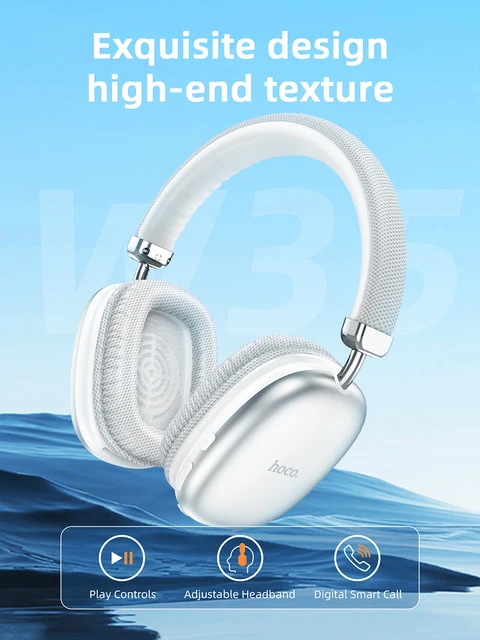 Exquisite design
high-end texture
W35
hoco.
Play Controls
Adjustable Headband
Digital Smart Call